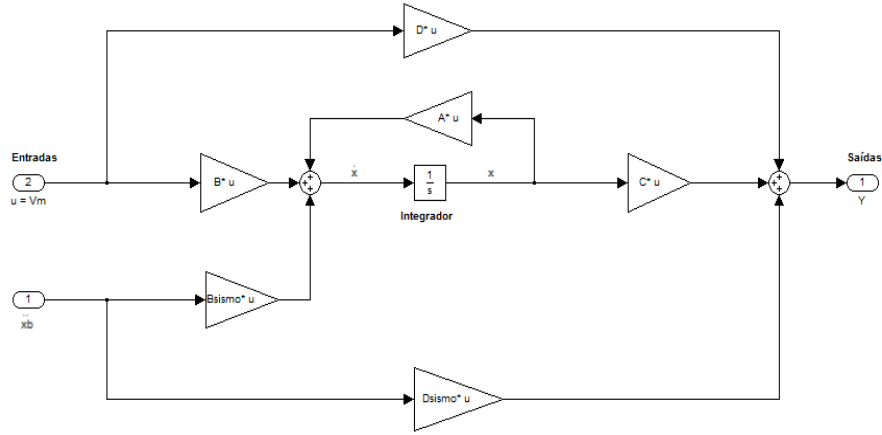 D* u
A* u
Entradas
2
u = Vm
B* u
ẋ
1
s
Integrador
x
C* u
Saídas
1
Y
1
ẍb
Bsismo* u
Dsismo* u